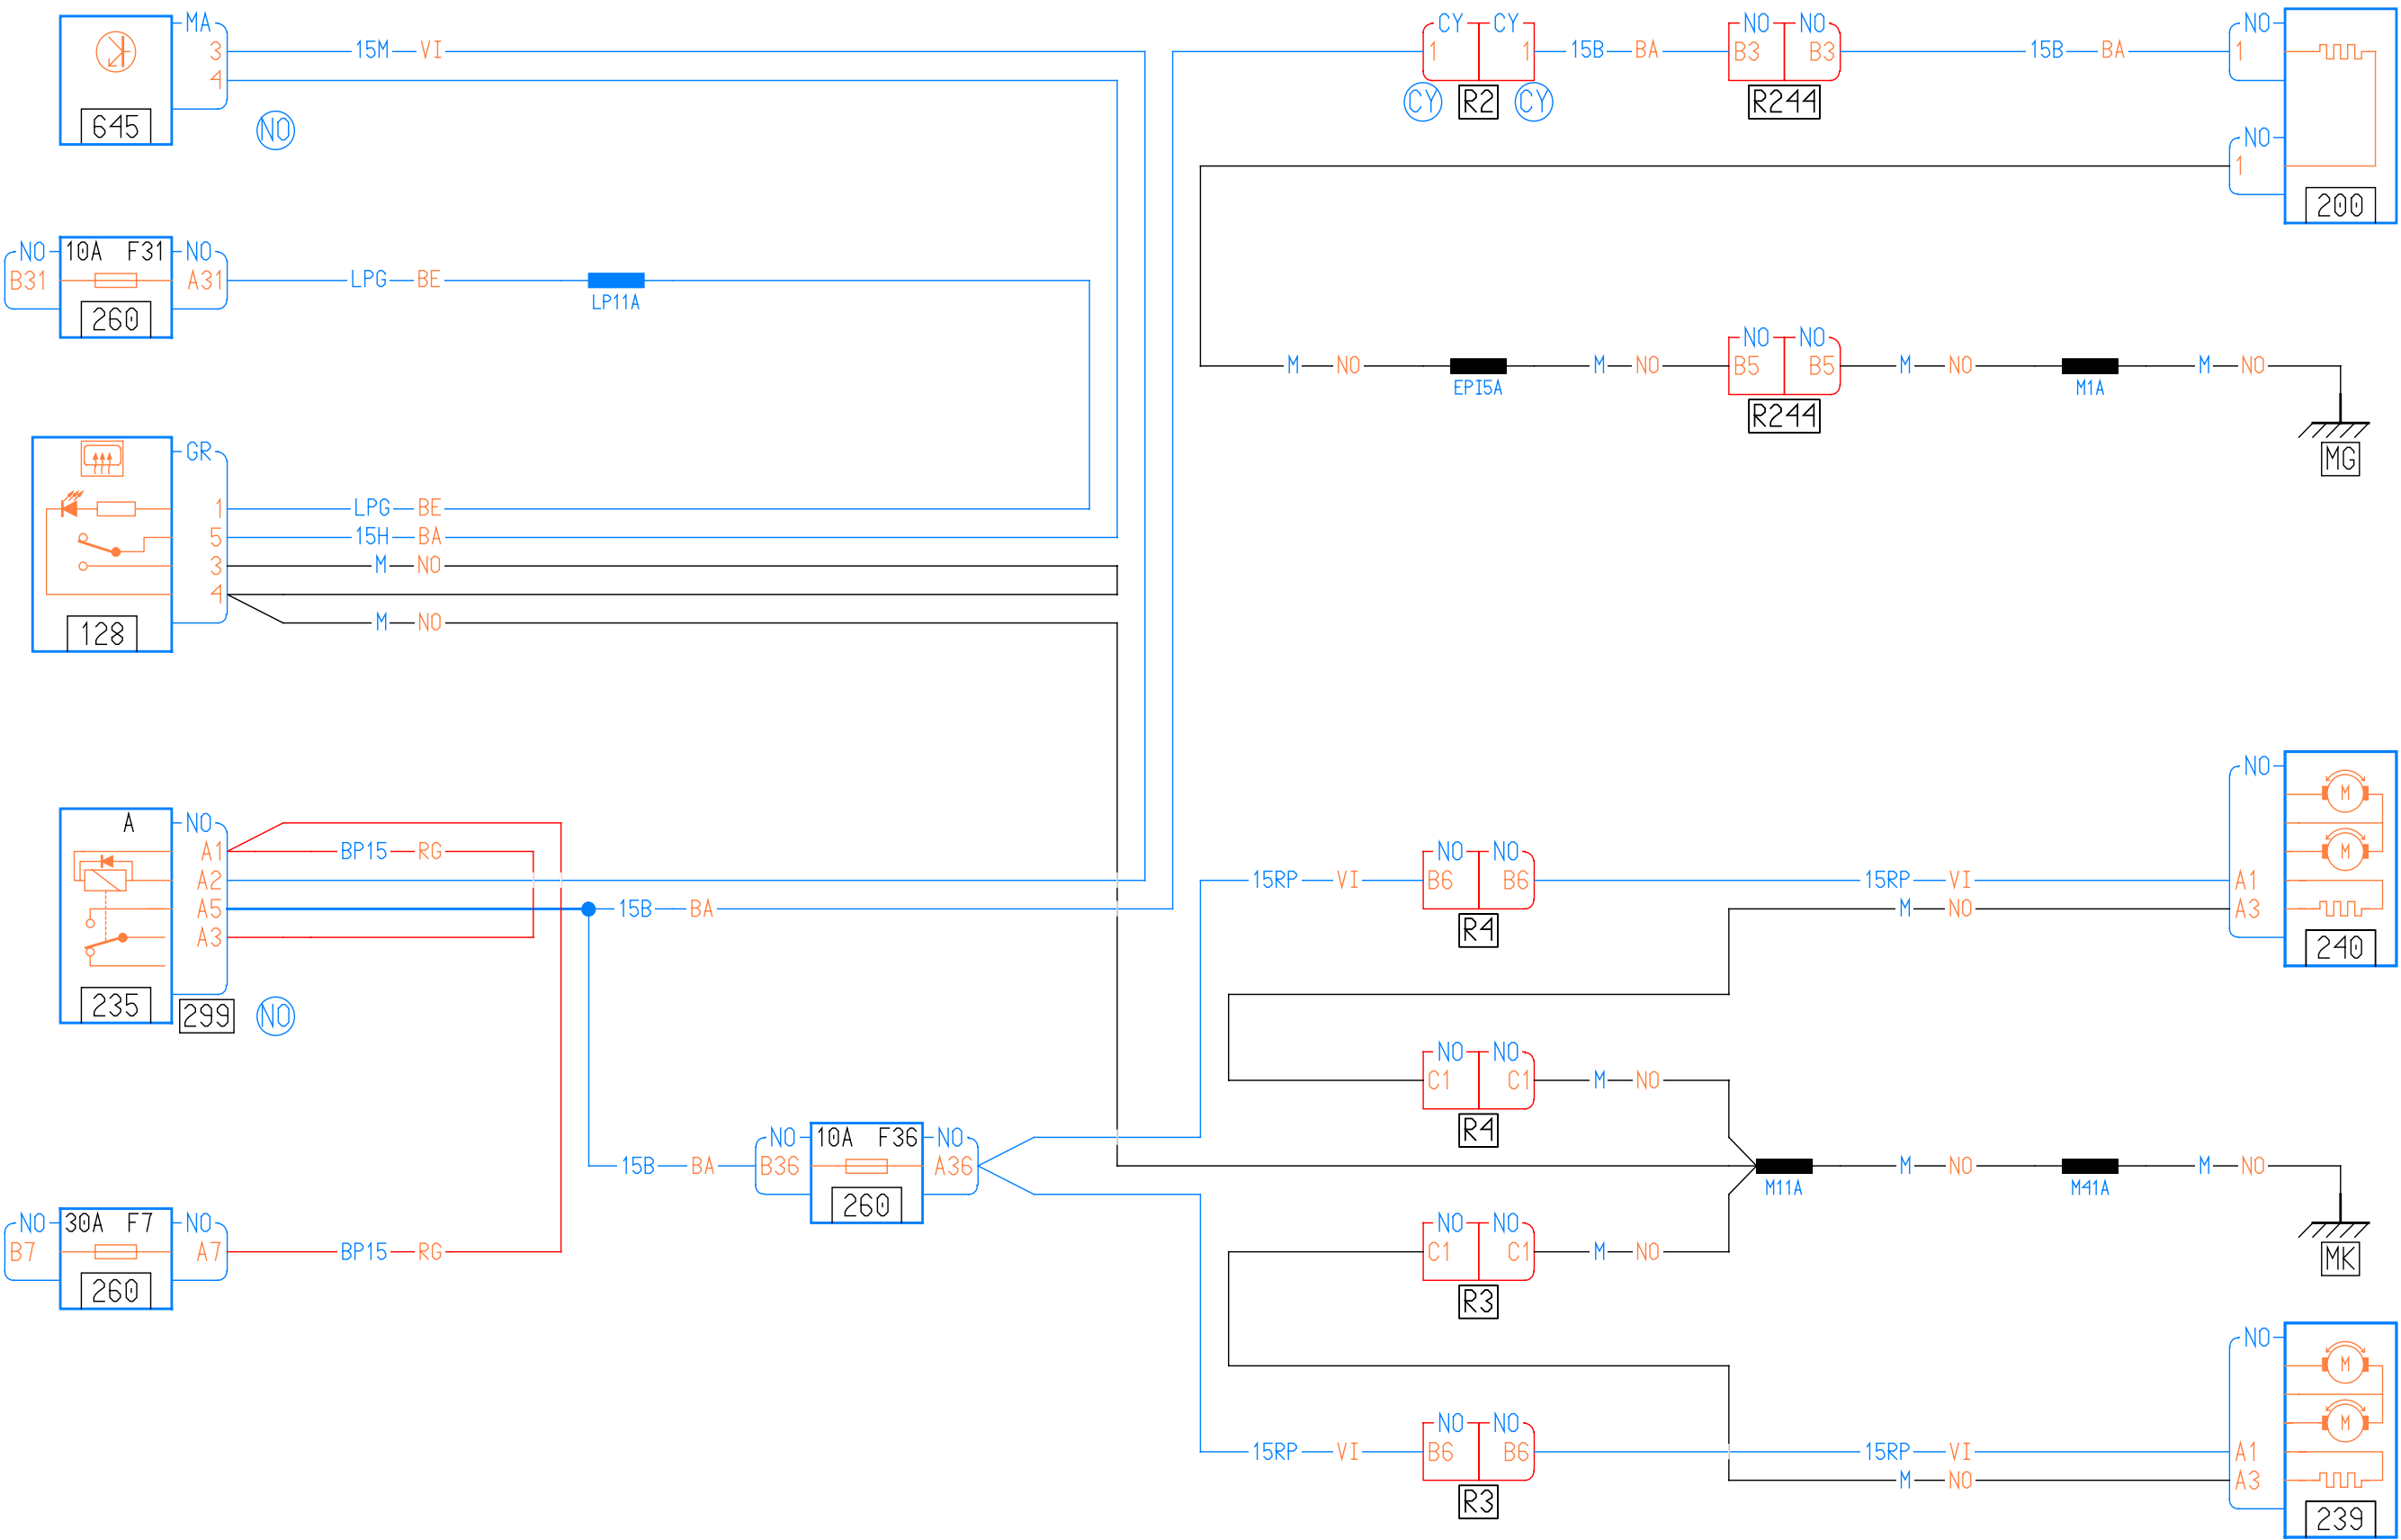 MA CY CY NO NO NO
3 15M VI 1 1 15B BA B3 B3 15B BA 1
4
645 NO CY R2 CY R244
NO
1
200
NO 10A F31 NO
B31 A31 LPG BE
260 LP11A
NO NO
M NO M NO B5 B5 M NO M NO
EPI5A R244 M1A
MG
GR
1 LPG BE
5 15H BA
3 M NO
4
128 M NO
NO
A NO
A1 BP15 RG NO NO M
A2 15RP VI B6 B6 15RP VI A1
A5 15B BA M NO A3
A3 R4 240
M
235 299 NO
NO NO
C1 C1 M NO
R4
NO 10A F36 NO
15B BA B36 A36 M NO M NO
260 M11A M41A
NO 30A F7 NO NO NO
B7 A7 BP15 RG C1 C1 M NO MK
260 R3
NO
M
NO NO M
15RP VI B6 B6 15RP VI A1
M NO A3
R3 239